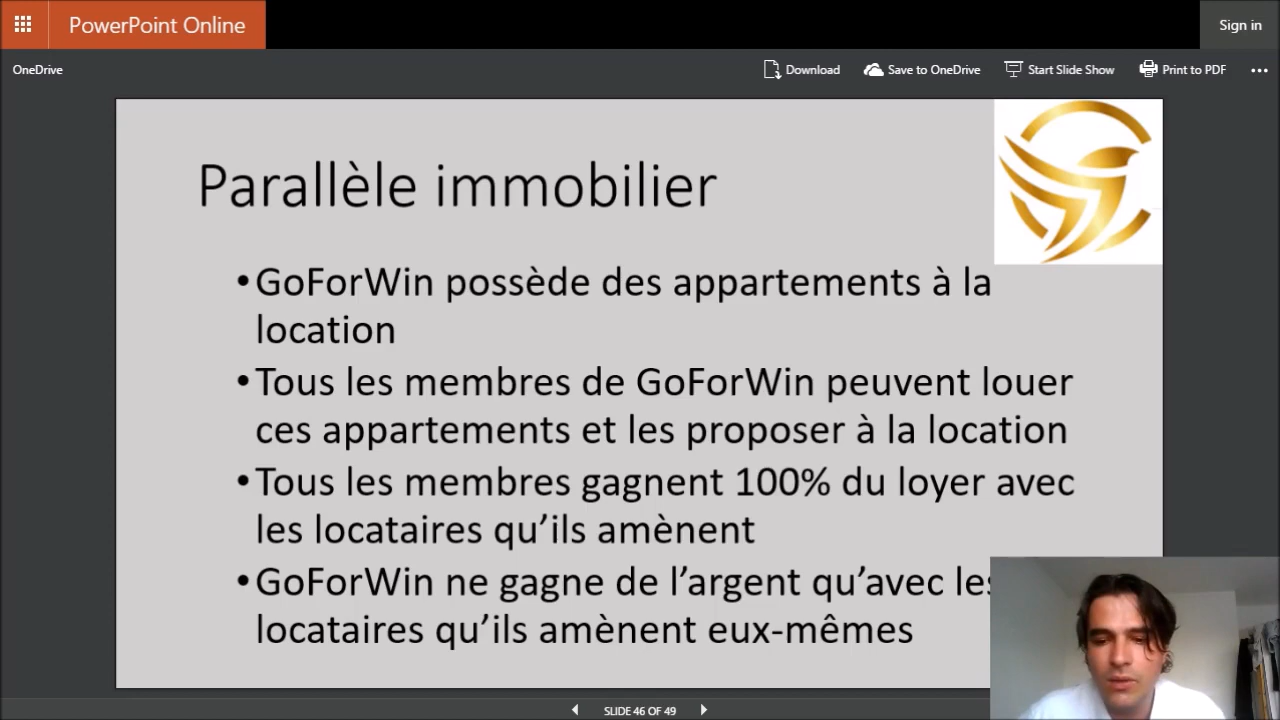 PowerPoint Online
Sign in
OneDrive
Download
Save to OneDrive
Start Slide Show
Print to PDF
Parallèle immobilier
•GoForWin possède des appartements à la
location
•Tous les membres de GoForWin peuvent louer
ces appartements et les proposer à la location
•Tous les membres gagnent 100% du loyer avec
les locataires qu’ils amènent
•GoForWin ne gagne de l’argent qu’avec les
locataires qu’ils amènent eux-mêmes
SLIDE 46 OF 49